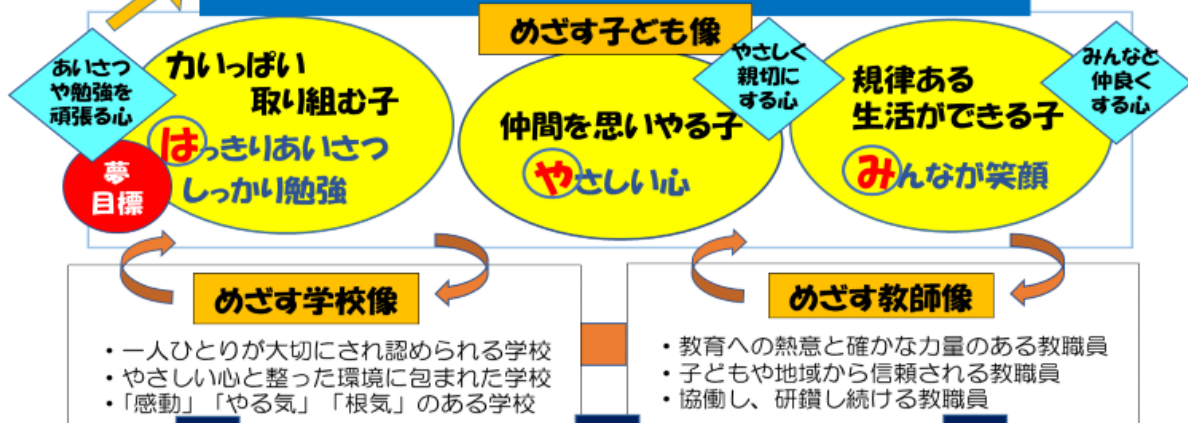 めざす子ども像
あいさつ
や勉強を
頑張る心
力いっぱい
取り組む子
はっきりあいさつ
しっかり勉強
夢
目標
仲間を思いやる子
やさしい心
やさしく
親切に
する心
規律ある
生活ができる子
みんなが笑顔
みんなと
仲良く
する心
めざす学校像
・一人ひとりが大切にされ認められる学校
・やさしい心と整った環境に包まれた学校
・「感動」「やる気」「根気」のある学校
めざす教師像
・教育への熱意と確かな力量のある教職員
・子どもや地域から信頼される教職員
・協働し、研鑽し続ける教職員